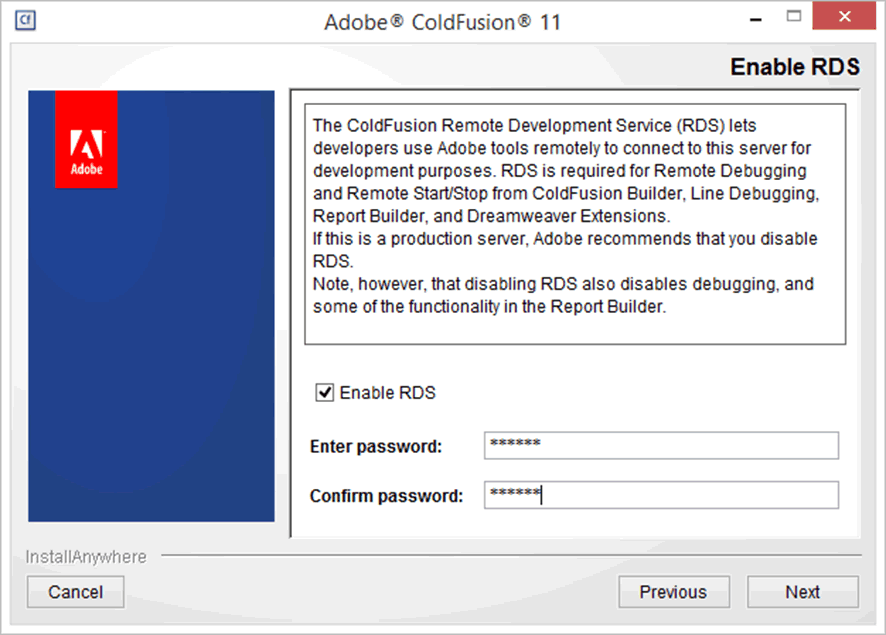 Cf
Adobe® ColdFusion® 11
Enable RDS
Adobe
The ColdFusion Remote Development Service (RDS) lets
developers use Adobe tools remotely to connect to this server for
development purposes. RDS is required for Remote Debugging
and Remote Start/Stop from ColdFusion Builder, Line Debugging,
Report Builder, and Dreamweaver Extensions.
If this is a production server, Adobe recommends that you disable
RDS.
Note, however, that disabling RDS also disables debugging, and
some of the functionality in the Report Builder.
Enable RDS
Enter password: ******
Confirm password: ******
InstallAnywhere
Cancel Previous Next